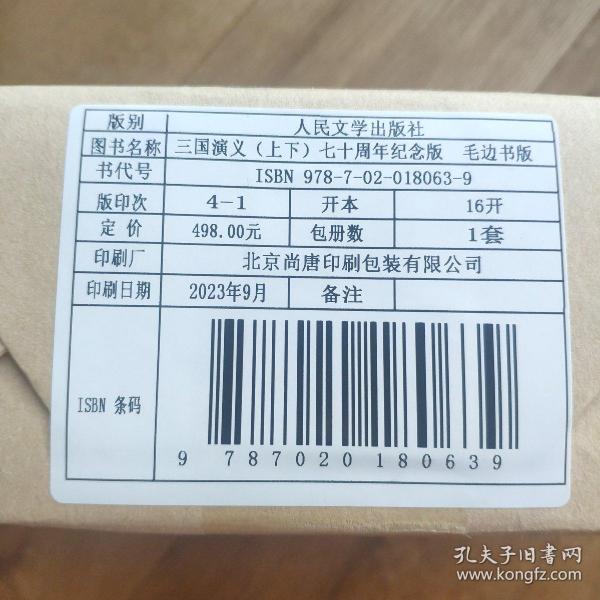 版别 人民文学出版社
图书名称 三国演义（上下）七十周年纪念版 毛边书版
书代号 ISBN 978-7-02-018063-9
版印次 4-1 开本 16开
定 价 498.00元 包册数 1套
印刷厂 北京尚唐印刷包装有限公司
印刷日期 2023年9月 备注
ISBN 条码
9 787020 180639
孔夫子旧书网
www.kongfz.com